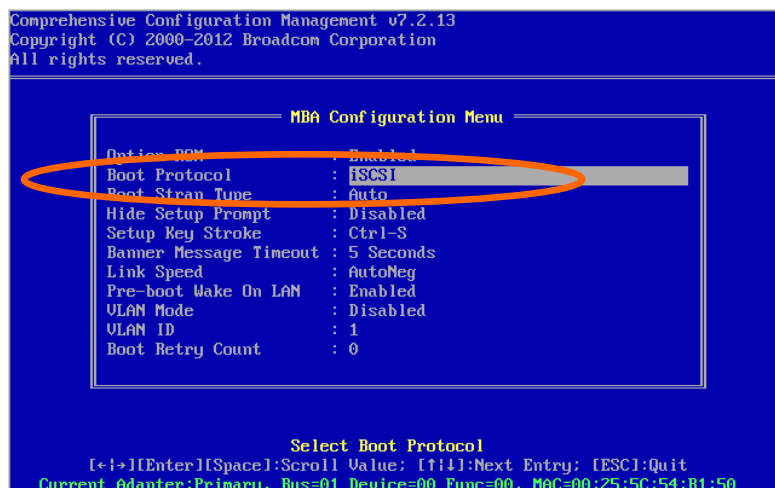 Comprehensive Configuration Management v7.2.13
Copyright (C) 2000-2012 Broadcom Corporation
All rights reserved.
MBA Configuration Menu
Option ROM : Enabled
Boot Protocol : iSCSI
Boot Strap Type : Auto
Hide Setup Prompt : Disabled
Setup Key Stroke : Ctrl-S
Banner Message Timeout : 5 Seconds
Link Speed : AutoNeg
Pre-boot Wake On LAN : Enabled
VLAN Mode : Disabled
VLAN ID : 1
Boot Retry Count : 0
Select Boot Protocol
[←|→][Enter][Space]:Scroll Value; [↑|↓]:Next Entry; [ESC]:Quit
Current Adapter:Primary, Bus=01 Device=00 Func=00, MAC=00:25:5C:54:B1:50